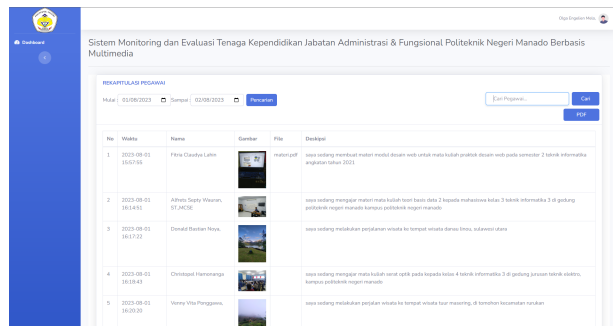 Olga Engelien Melo
Dashboard
Sistem Monitoring dan Evaluasi Tenaga Kependidikan Jabatan Administrasi & Fungsional Politeknik Negeri Manado Berbasis
Multimedia
REKAPITULASI PEGAWAI
Mulai 01/08/2023 Sampai 02/08/2023 Pencarian
Cari Pegawai... Cari
PDF
No Waktu Nama Gambar File Deskipsi
1 2023-08-01 15:57:55 Fitria Claudya Lahin materi.pdf saya sedang membuat materi modul desain web untuk mata kuliah praktik desain web pada semester 2 teknik informatika
angkatan tahun 2021
2 2023-08-01 16:14:51 Alfrets Septy Wauran, ST.,MCSE saya sedang mengajar materi mata kuliah teori basis data 2 kepada mahasiswa kelas 3 teknik informatika 3 di gedung
politeknik negeri manado kampus politeknik negeri manado
3 2023-08-01 16:17:22 Donald Bastian Noya, saya sedang melakukan perjalanan wisata ke tempat wisata danau linou, sulawesi utara
4 2023-08-01 16:18:43 Christopel Hamonanga saya sedang mengajar mata kuliah serat optik pada kepada kelas 4 teknik informatika 3 di gedung jurusan teknik elektro,
kampus politeknik negeri manado
5 2023-08-01 16:20:20 Venny Vita Ponggawa, saya sedang melakukan perjalan wisata ke tempat wisata tour masering, di tomohon kecamatan rurukan